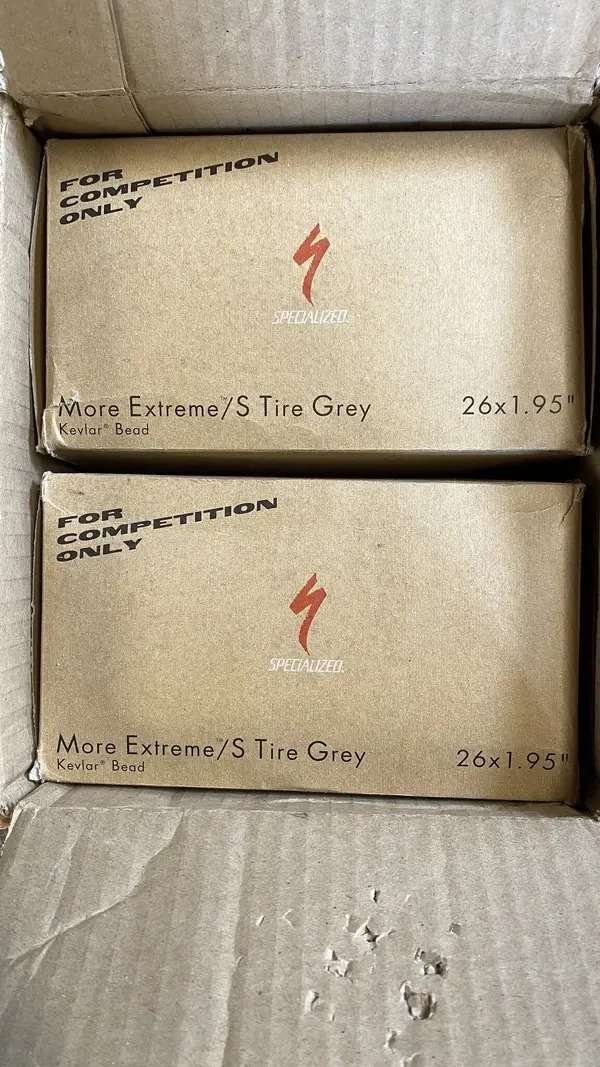 FOR
COMPETITION
ONLY
SPECIALIZED.
More Extreme™/S Tire Grey 26x1.95"
Kevlar® Bead
FOR
COMPETITION
ONLY
SPECIALIZED.
More Extreme™/S Tire Grey 26x1.95"
Kevlar® Bead